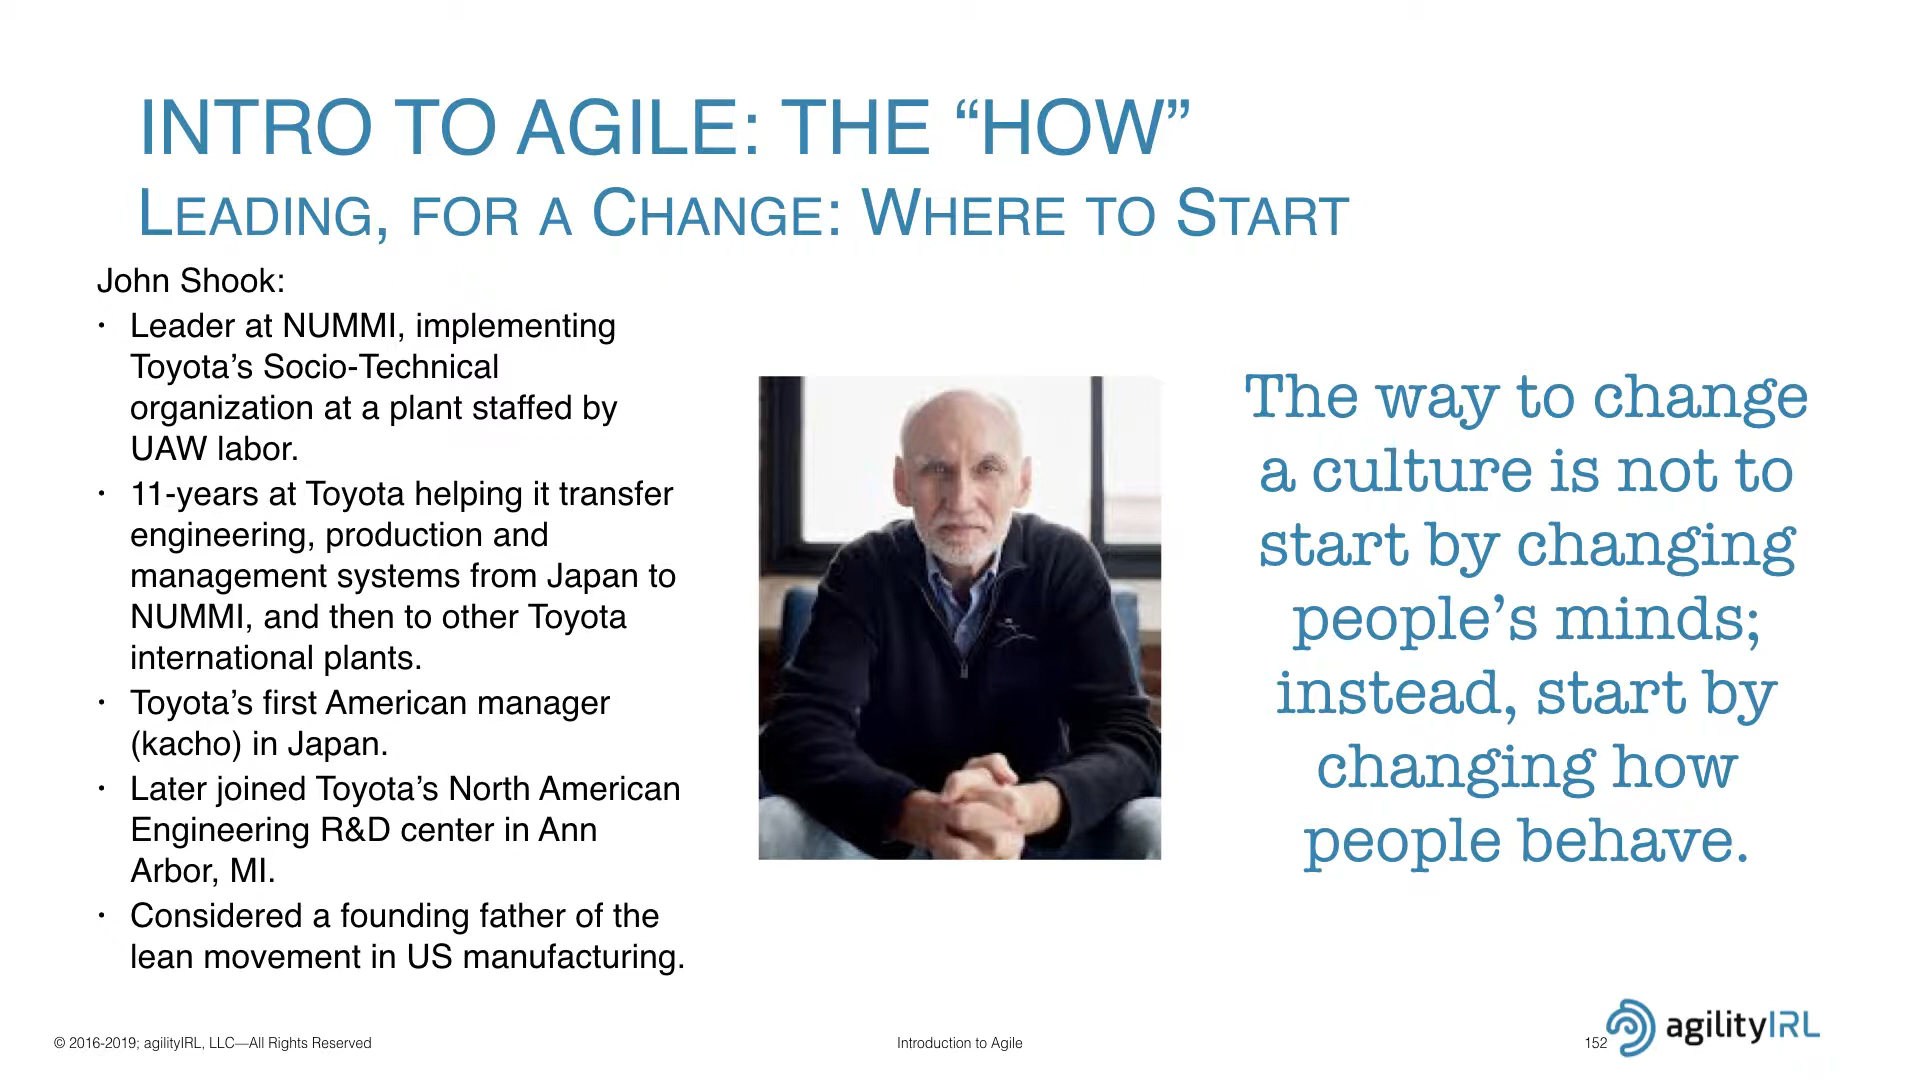 INTRO TO AGILE: THE “HOW”
LEADING, FOR A CHANGE: WHERE TO START
John Shook:
• Leader at NUMMI, implementing
Toyota’s Socio-Technical
organization at a plant staffed by
UAW labor.
• 11-years at Toyota helping it transfer
engineering, production and
management systems from Japan to
NUMMI, and then to other Toyota
international plants.
• Toyota’s first American manager
(kacho) in Japan.
• Later joined Toyota’s North American
Engineering R&D center in Ann
Arbor, MI.
• Considered a founding father of the
lean movement in US manufacturing.
The way to change
a culture is not to
start by changing
people’s minds;
instead, start by
changing how
people behave.
© 2016-2019; agilityIRL, LLC—All Rights Reserved
Introduction to Agile
152
agilityIRL